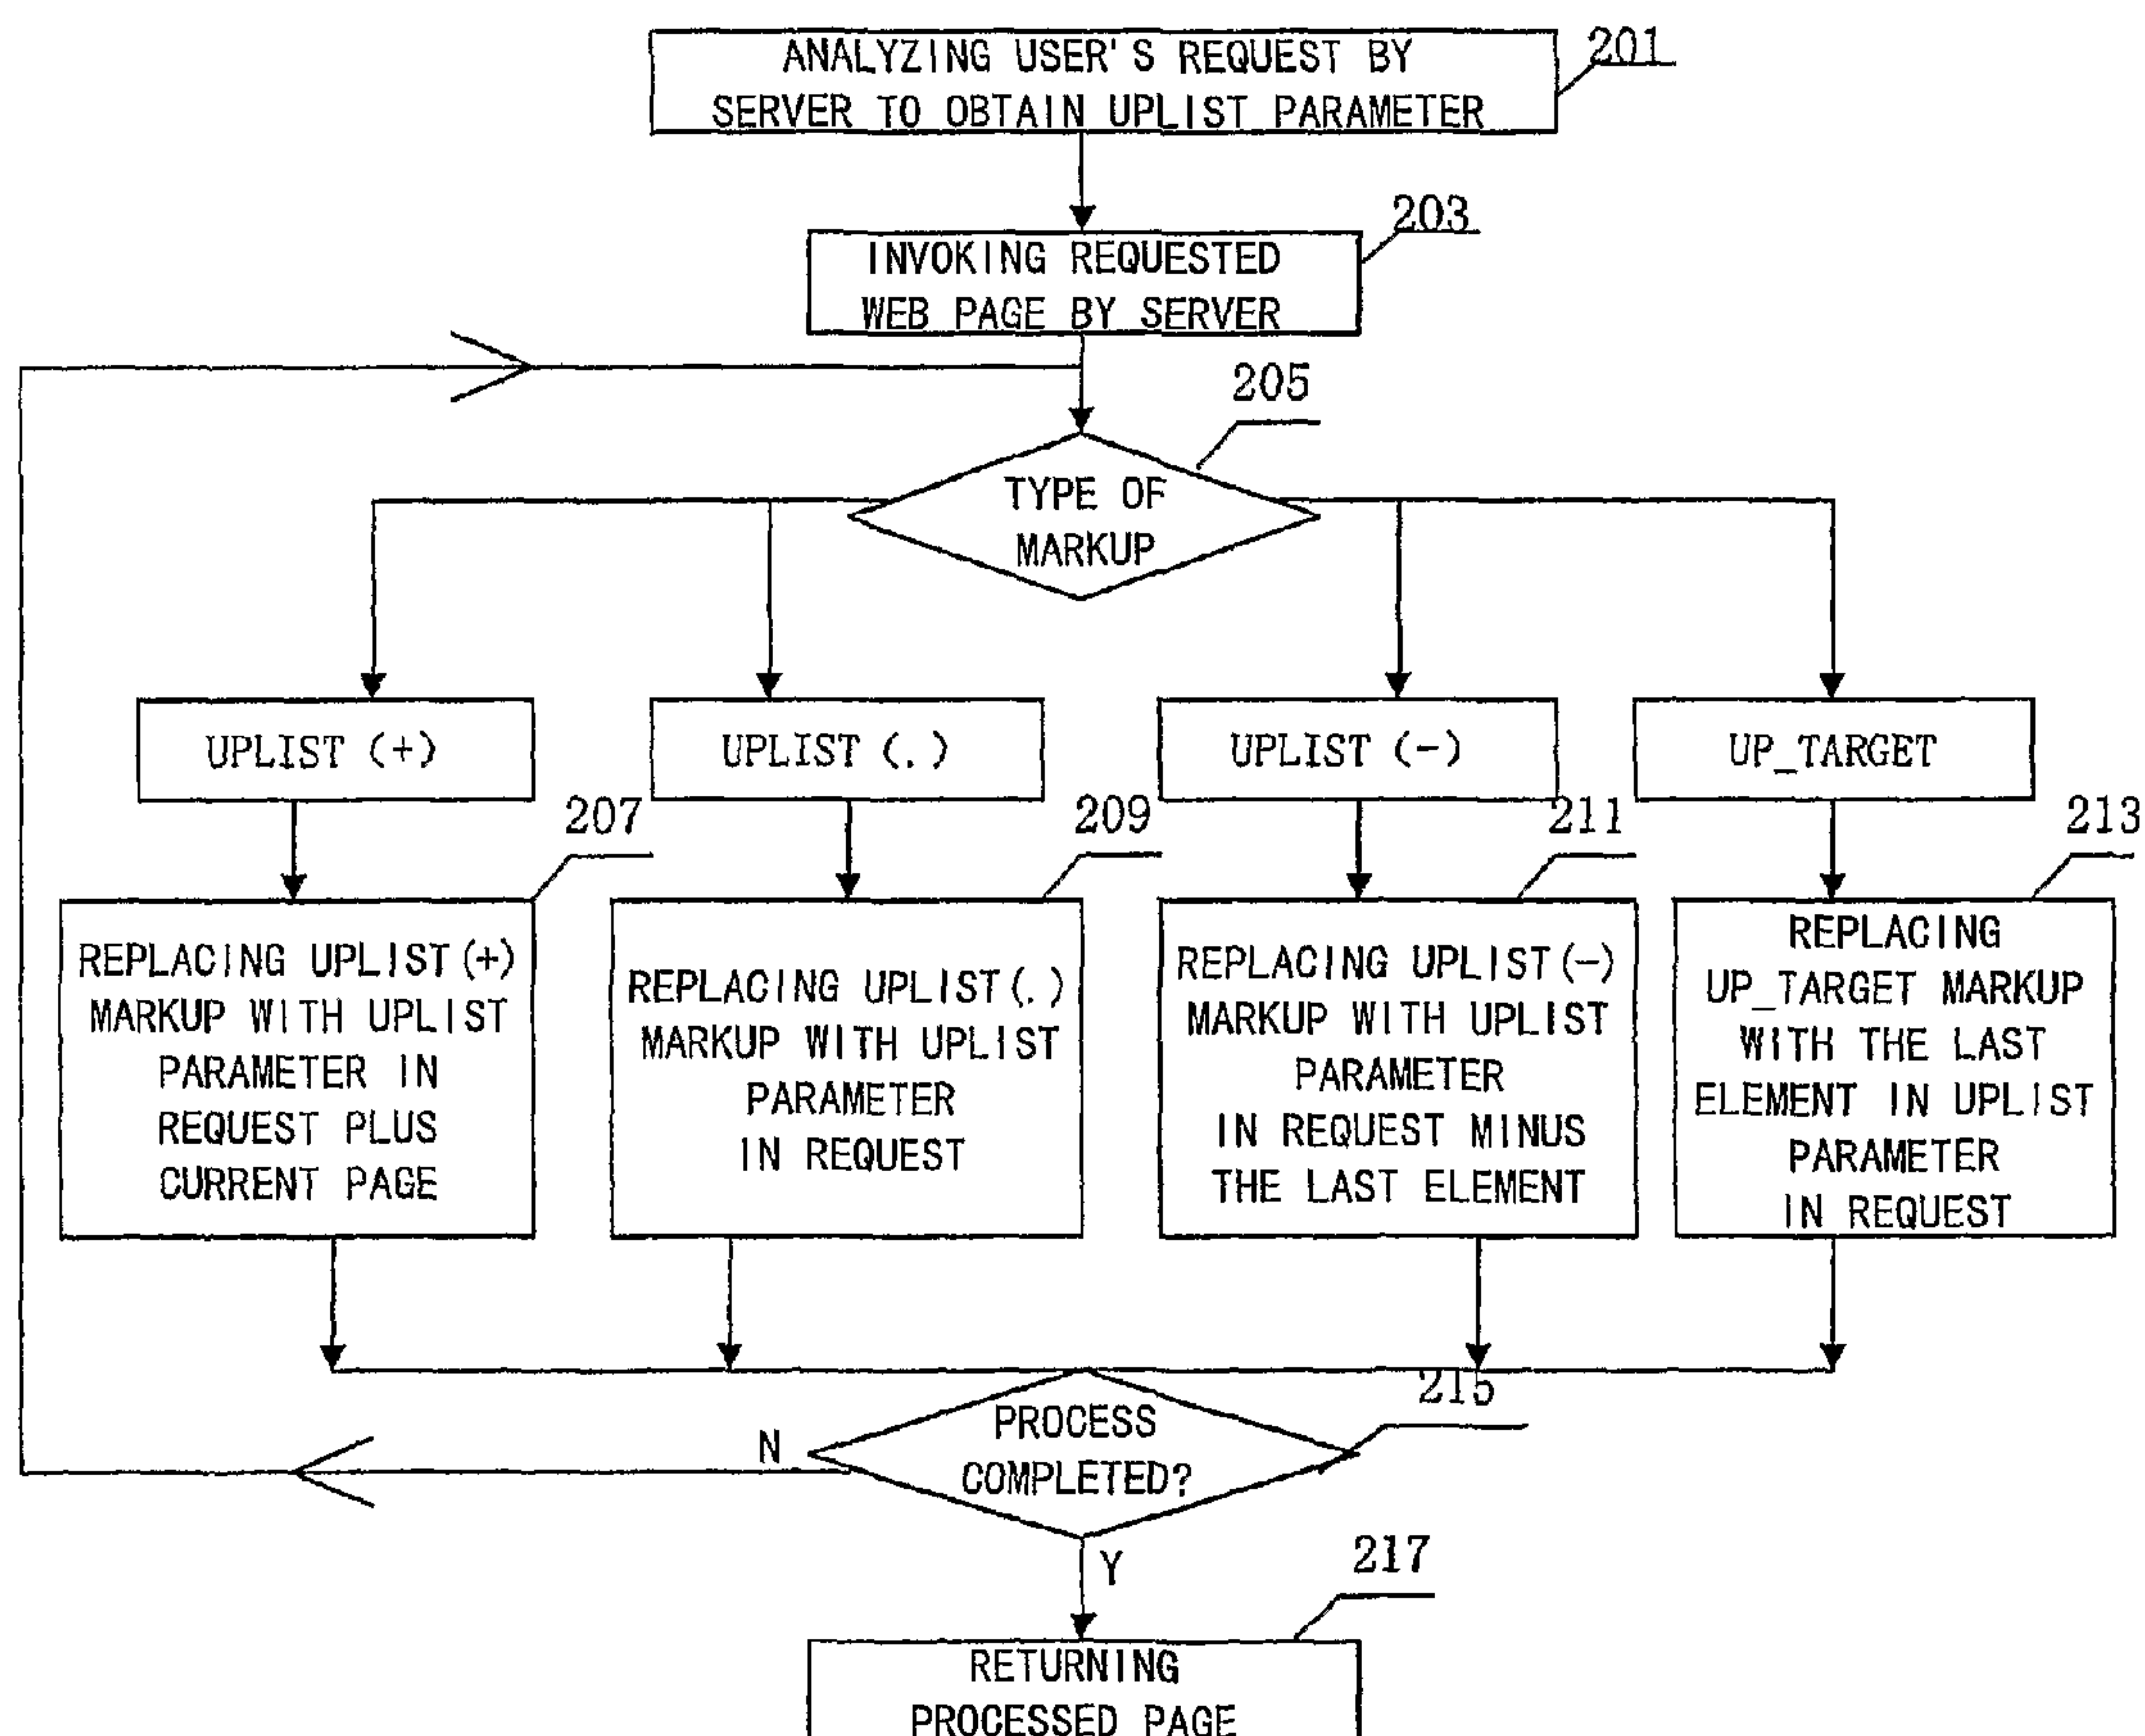 ANALYZING USER'S REQUEST BY
SERVER TO OBTAIN UPLIST PARAMETER
201
INVOKING REQUESTED
WEB PAGE BY SERVER
203
205
TYPE OF
MARKUP
UPLIST (+)
UPLIST (.)
UPLIST (-)
UP_TARGET
207
209
211
213
REPLACING UPLIST(+)
MARKUP WITH UPLIST
PARAMETER IN
REQUEST PLUS
CURRENT PAGE
REPLACING UPLIST(.)
MARKUP WITH UPLIST
PARAMETER
IN REQUEST
REPLACING UPLIST(-)
MARKUP WITH UPLIST
PARAMETER
IN REQUEST MINUS
THE LAST ELEMENT
REPLACING
UP_TARGET MARKUP
WITH THE LAST
ELEMENT IN UPLIST
PARAMETER
IN REQUEST
215
PROCESS
COMPLETED?
N
Y
217
RETURNING
PROCESSED PAGE